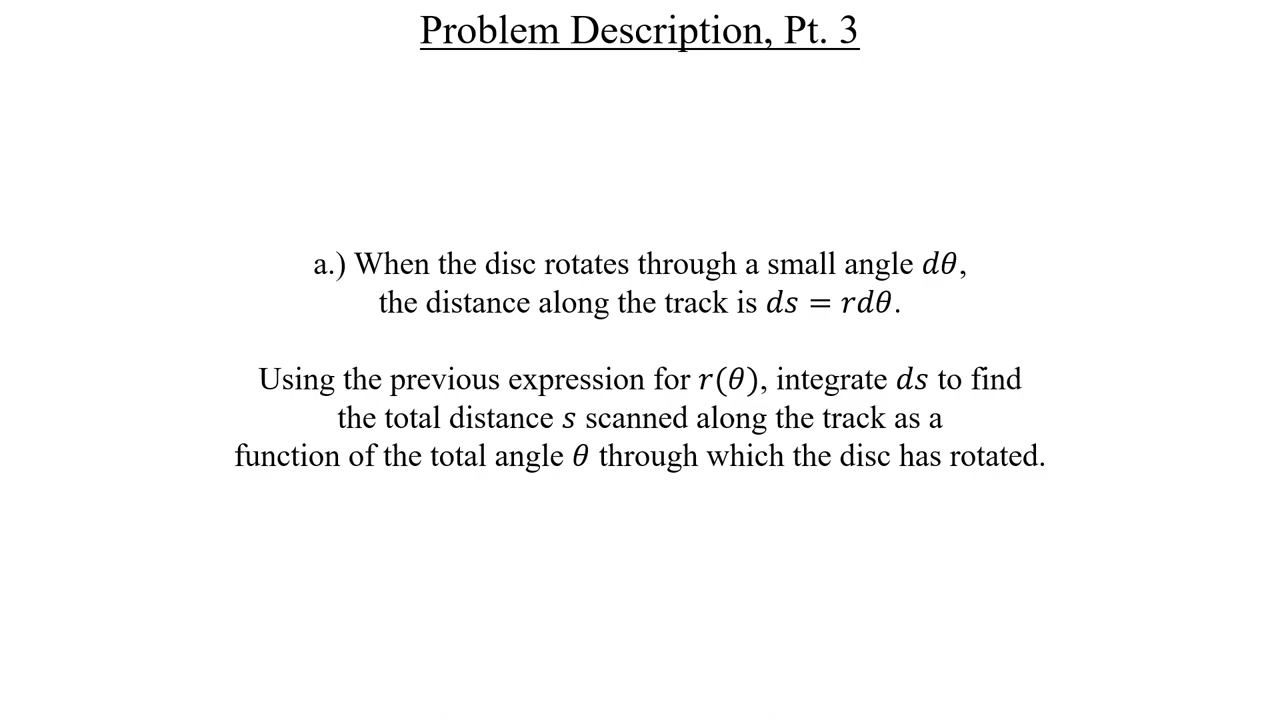 Problem Description, Pt. 3
a.) When the disc rotates through a small angle 𝑑𝜃,
the distance along the track is 𝑑𝑠 = 𝑟𝑑𝜃.
Using the previous expression for 𝑟(𝜃), integrate 𝑑𝑠 to find
the total distance 𝑠 scanned along the track as a
function of the total angle 𝜃 through which the disc has rotated.